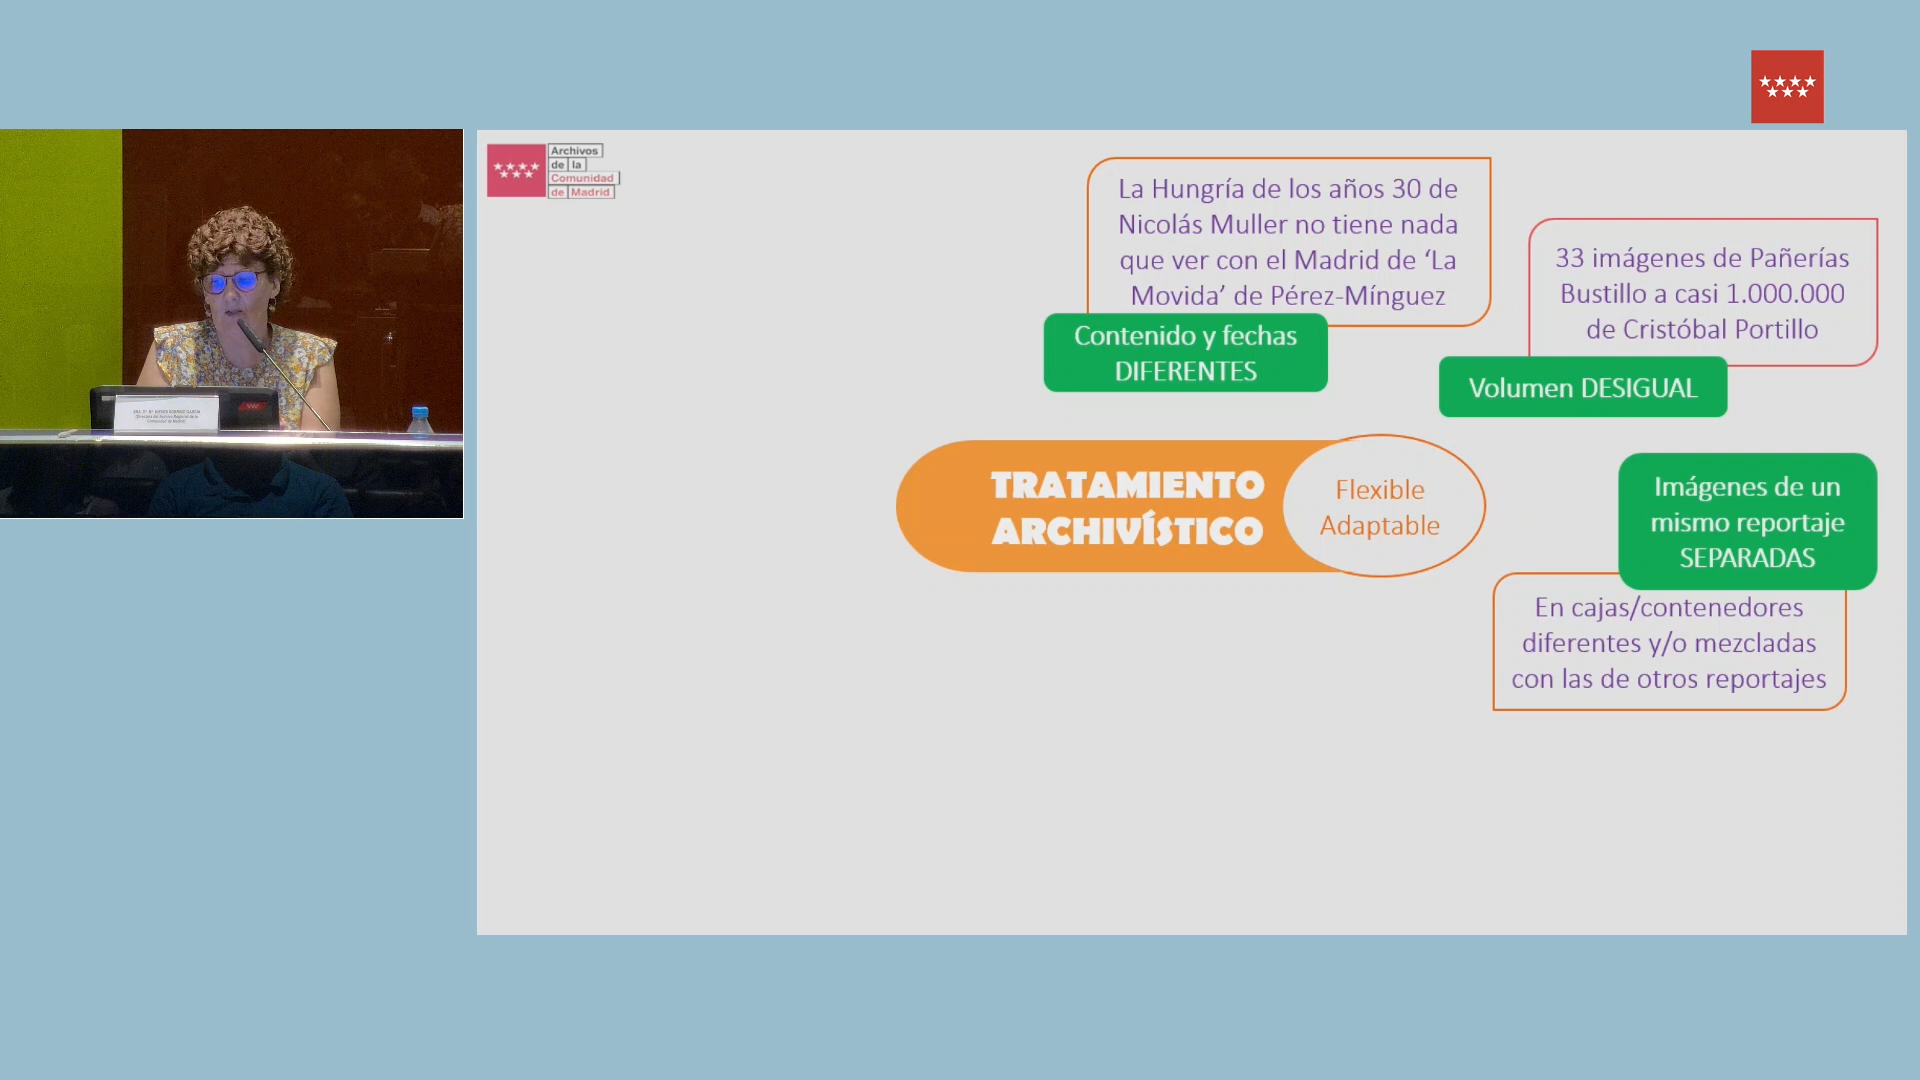 Archivos
de la
Comunidad
de Madrid
La Hungría de los años 30 de
Nicolás Muller no tiene nada
que ver con el Madrid de ‘La
Movida’ de Pérez-Mínguez
Contenido y fechas
DIFERENTES
33 imágenes de Pañerías
Bustillo a casi 1.000.000
de Cristóbal Portillo
Volumen DESIGUAL
TRATAMIENTO
ARCHIVÍSTICO
Flexible
Adaptable
Imágenes de un
mismo reportaje
SEPARADAS
En cajas/contenedores
diferentes y/o mezcladas
con las de otros reportajes